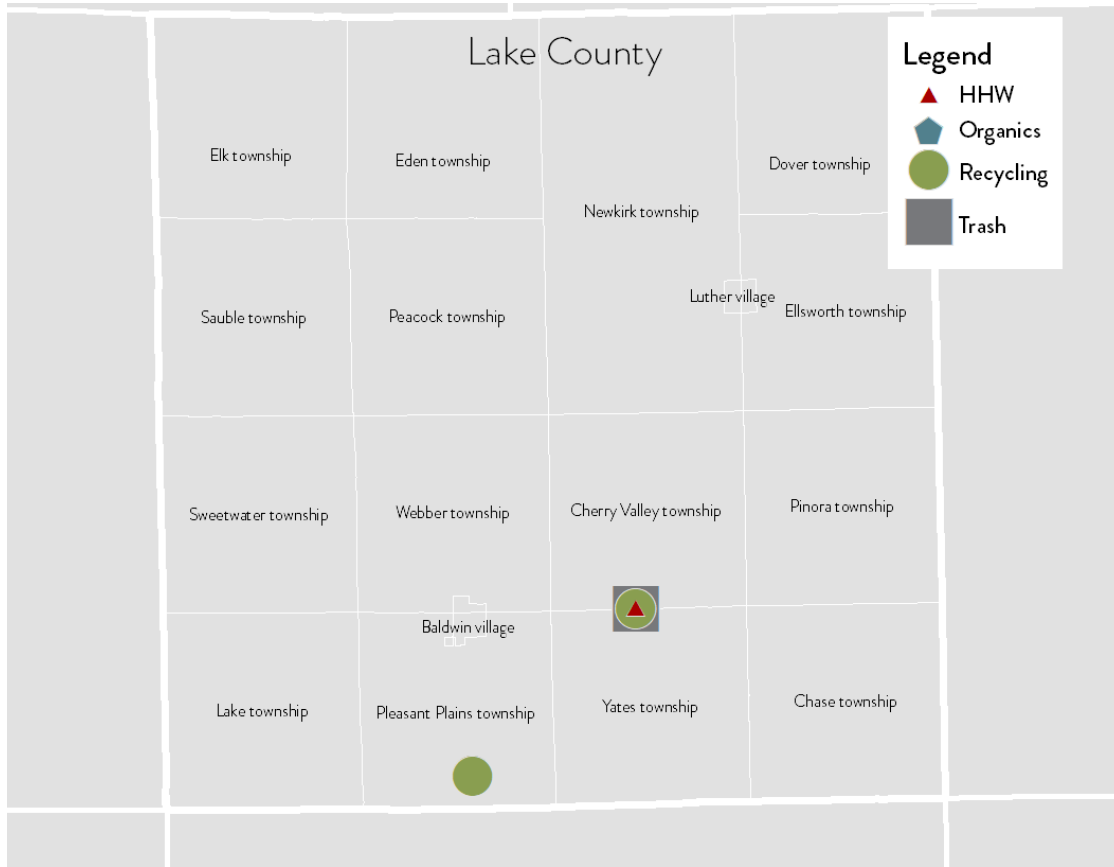 Lake County
Legend
HHW
Organics
Recycling
Trash
Elk township
Eden township
Dover township
Newkirk township
Luther village
Sauble township
Peacock township
Ellsworth township
Sweetwater township
Webber township
Cherry Valley township
Pinora township
Baldwin village
Lake township
Pleasant Plains township
Yates township
Chase township